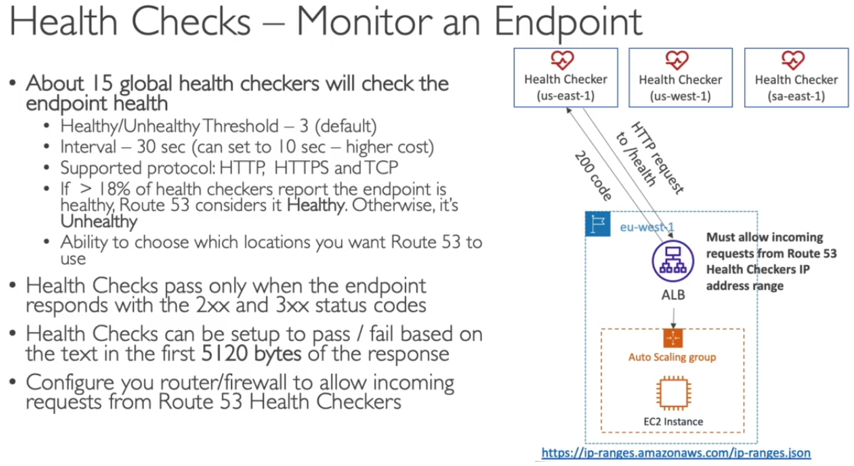 Health Checks – Monitor an Endpoint
• About 15 global health checkers will check the
endpoint health
• Healthy/Unhealthy Threshold – 3 (default)
• Interval – 30 sec (can set to 10 sec – higher cost)
• Supported protocol: HTTP, HTTPS and TCP
• If > 18% of health checkers report the endpoint is
healthy, Route 53 considers it Healthy. Otherwise, it's
Unhealthy
• Ability to choose which locations you want Route 53 to
use
• Health Checks pass only when the endpoint
responds with the 2xx and 3xx status codes
• Health Checks can be setup to pass / fail based on
the text in the first 5120 bytes of the response
• Configure you router/firewall to allow incoming
requests from Route 53 Health Checkers
Health Checker
(us-east-1)
Health Checker
(us-west-1)
Health Checker
(sa-east-1)
HTTP request
to /health
200 code
eu-west-1
Must allow incoming
requests from Route 53
Health Checkers IP
address range
ALB
Auto Scaling group
EC2 Instance
https://ip-ranges.amazonaws.com/ip-ranges.json